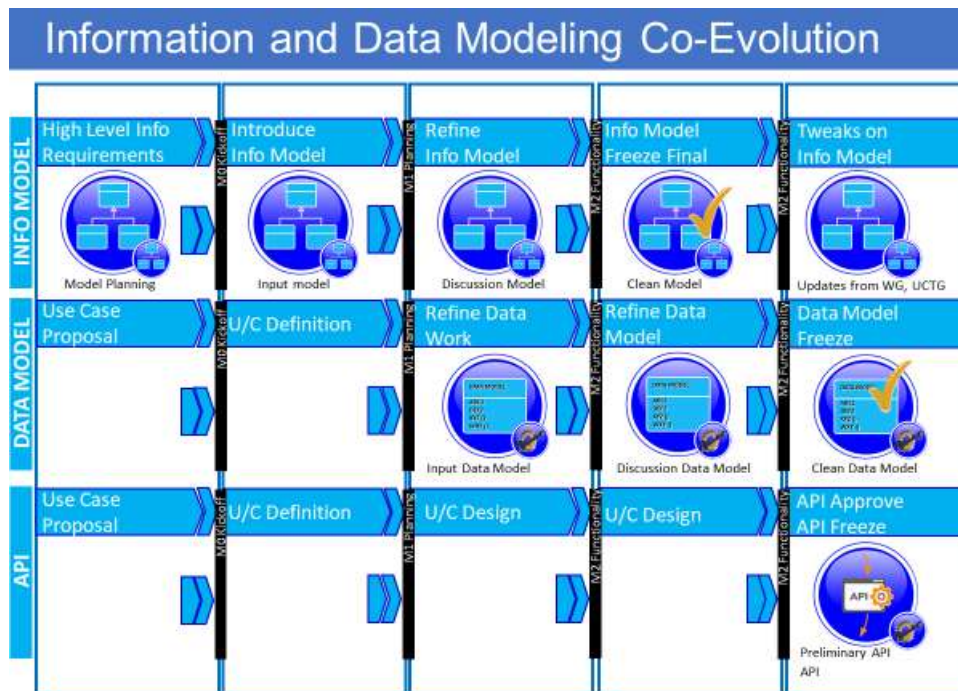 Information and Data Modeling Co-Evolution
INFO MODEL
High Level Info
Requirements
M0 Kickoff
Introduce
Info Model
M1 Planning
Refine
Info Model
M2 Functionality
Info Model
Freeze Final
M2 Functionality
Tweaks on
Info Model
Model Planning
Input model
Discussion Model
Clean Model
Updates from WG, UCTG
DATA MODEL
Use Case
Proposal
M0 Kickoff
U/C Definition
M1 Planning
Refine Data
Work
M2 Functionality
Refine Data
Model
M2 Functionality
Data Model
Freeze
DATA MODEL
DATA MODEL
Input Data Model
Discussion Data Model
Clean Data Model
API
Use Case
Proposal
M0 Kickoff
U/C Definition
M1 Planning
U/C Design
M2 Functionality
U/C Design
M2 Functionality
API Approve
API Freeze
API
Preliminary API
API